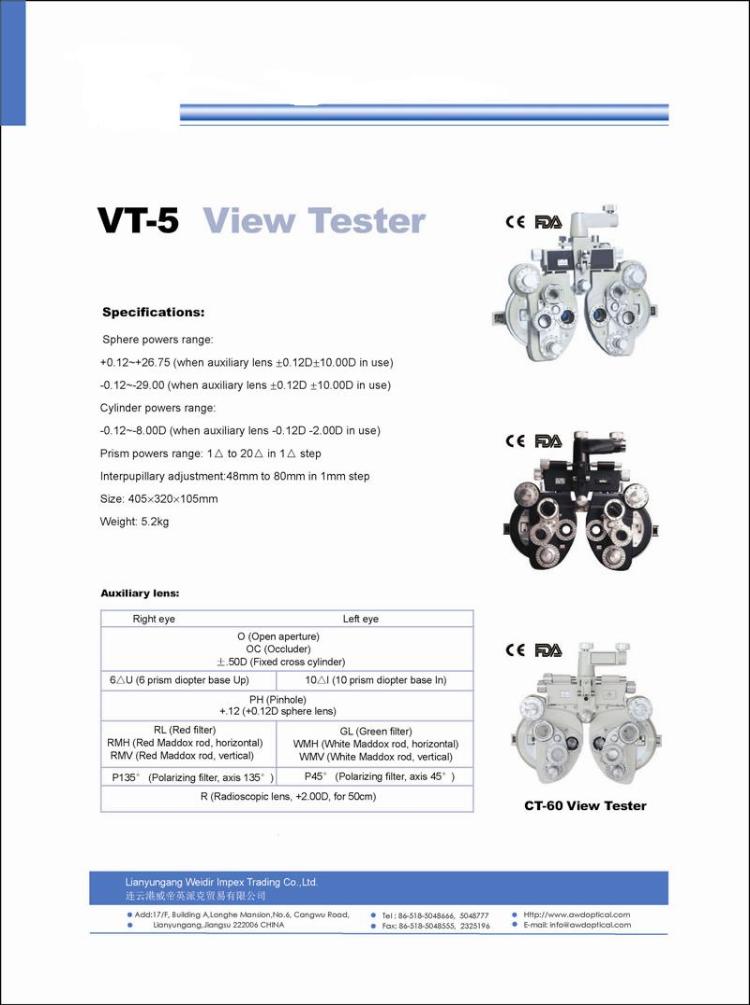 VT-5 View Tester
CE FDA
Specifications:
Sphere powers range:
+0.12~+26.75 (when auxiliary lens ±0.12D±10.00D in use)
-0.12~-29.00 (when auxiliary lens ±0.12D ±10.00D in use)
Cylinder powers range:
-0.12~-8.00D (when auxiliary lens -0.12D -2.00D in use)
Prism powers range: 1△ to 20△ in 1△ step
Interpupillary adjustment:48mm to 80mm in 1mm step
Size: 405×320×105mm
Weight: 5.2kg
CE FDA
Auxiliary lens:
Right eye Left eye
O (Open aperture)
OC (Occluder)
±.50D (Fixed cross cylinder)
6△U (6 prism diopter base Up) 10△I (10 prism diopter base In)
PH (Pinhole)
+.12 (+0.12D sphere lens)
RL (Red filter) GL (Green filter)
RMH (Red Maddox rod, horizontal) WMH (White Maddox rod, horizontal)
RMV (Red Maddox rod, vertical) WMV (White Maddox rod, vertical)
P135° (Polarizing filter, axis 135°) P45° (Polarizing filter, axis 45°)
R (Radioscopic lens, +2.00D, for 50cm)
CE FDA
CT-60 View Tester
Lianyungang Weidir Impex Trading Co.,Ltd.
连云港威帝英派克贸易有限公司
Add:17/F, Building A,Longhe Mansion,No.6, Cangwu Road,
Lianyungang,Jiangsu 222006 CHINA
Tel : 86-518-5048666, 5048777
Fax: 86-518-5048555, 2325196
Http://www.awdoptical.com
E-mail: info@awdoptical.com